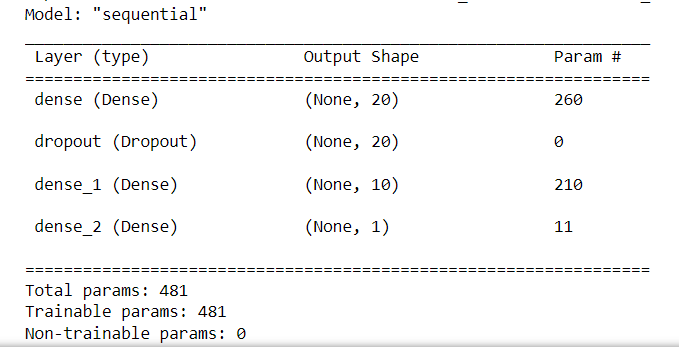 Model: "sequential"
Layer (type) Output Shape Param #
dense (Dense) (None, 20) 260
dropout (Dropout) (None, 20) 0
dense_1 (Dense) (None, 10) 210
dense_2 (Dense) (None, 1) 11
Total params: 481
Trainable params: 481
Non-trainable params: 0